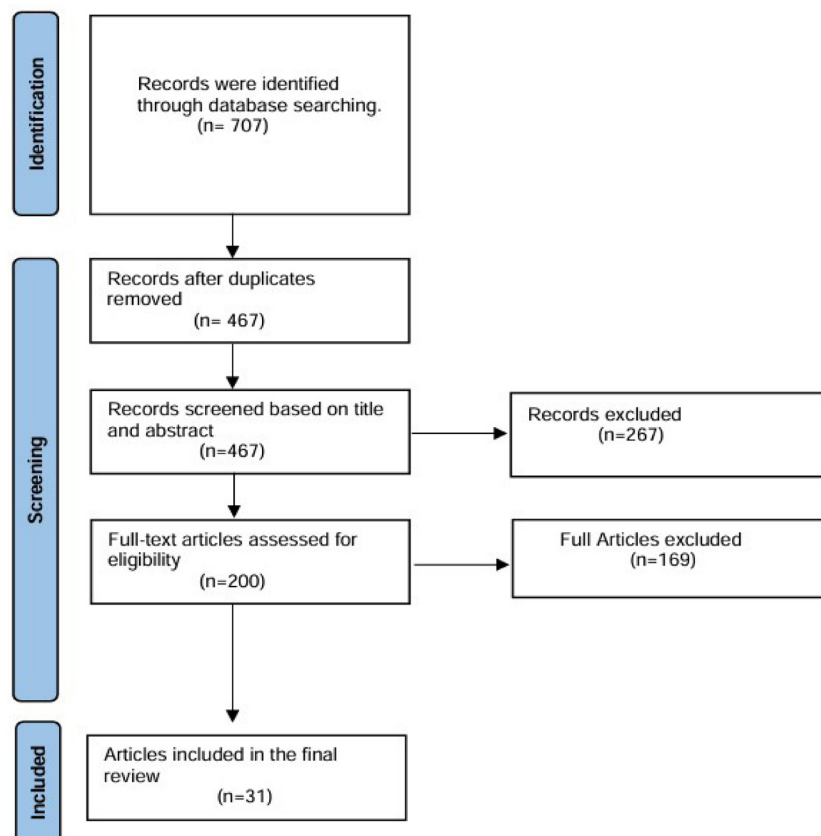 Identification
Records were identified
through database searching.
(n= 707)
Screening
Records after duplicates
removed
(n= 467)
Records screened based on title
and abstract
(n=467)
Records excluded
(n=267)
Full-text articles assessed for
eligibility
(n=200)
Full Articles excluded
(n=169)
Included
Articles included in the final
review
(n=31)